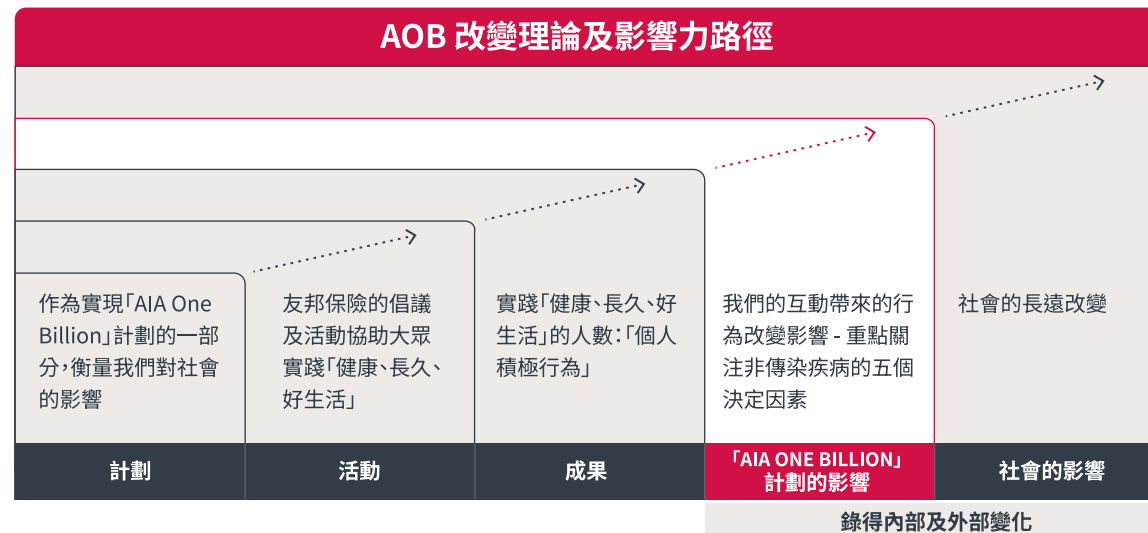 AOB 改變理論及影響力路徑
作為實現「AIA One
Billion」計劃的一部
分,衡量我們對社會
的影響
友邦保險的倡議
及活動協助大眾
實踐「健康、長久、
好生活」
實踐「健康、長久、好
生活」的人數:「個人
積極行為」
我們的互動帶來的行
為改變影響 - 重點關
注非傳染疾病的五個
決定因素
社會的長遠改變
計劃
活動
成果
「AIA ONE BILLION」
計劃的影響
社會的影響
錄得內部及外部變化